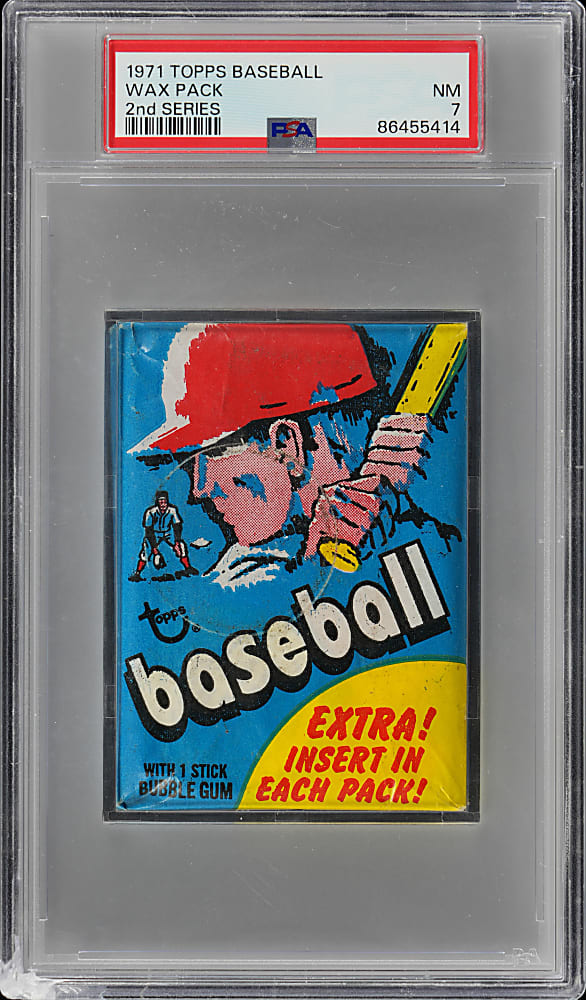 1971 TOPPS BASEBALL
WAX PACK NM
2nd SERIES 7
PSA 86455414
topps ®
baseball
EXTRA!
INSERT IN
EACH PACK!
WITH 1 STICK
BUBBLE GUM
PSA